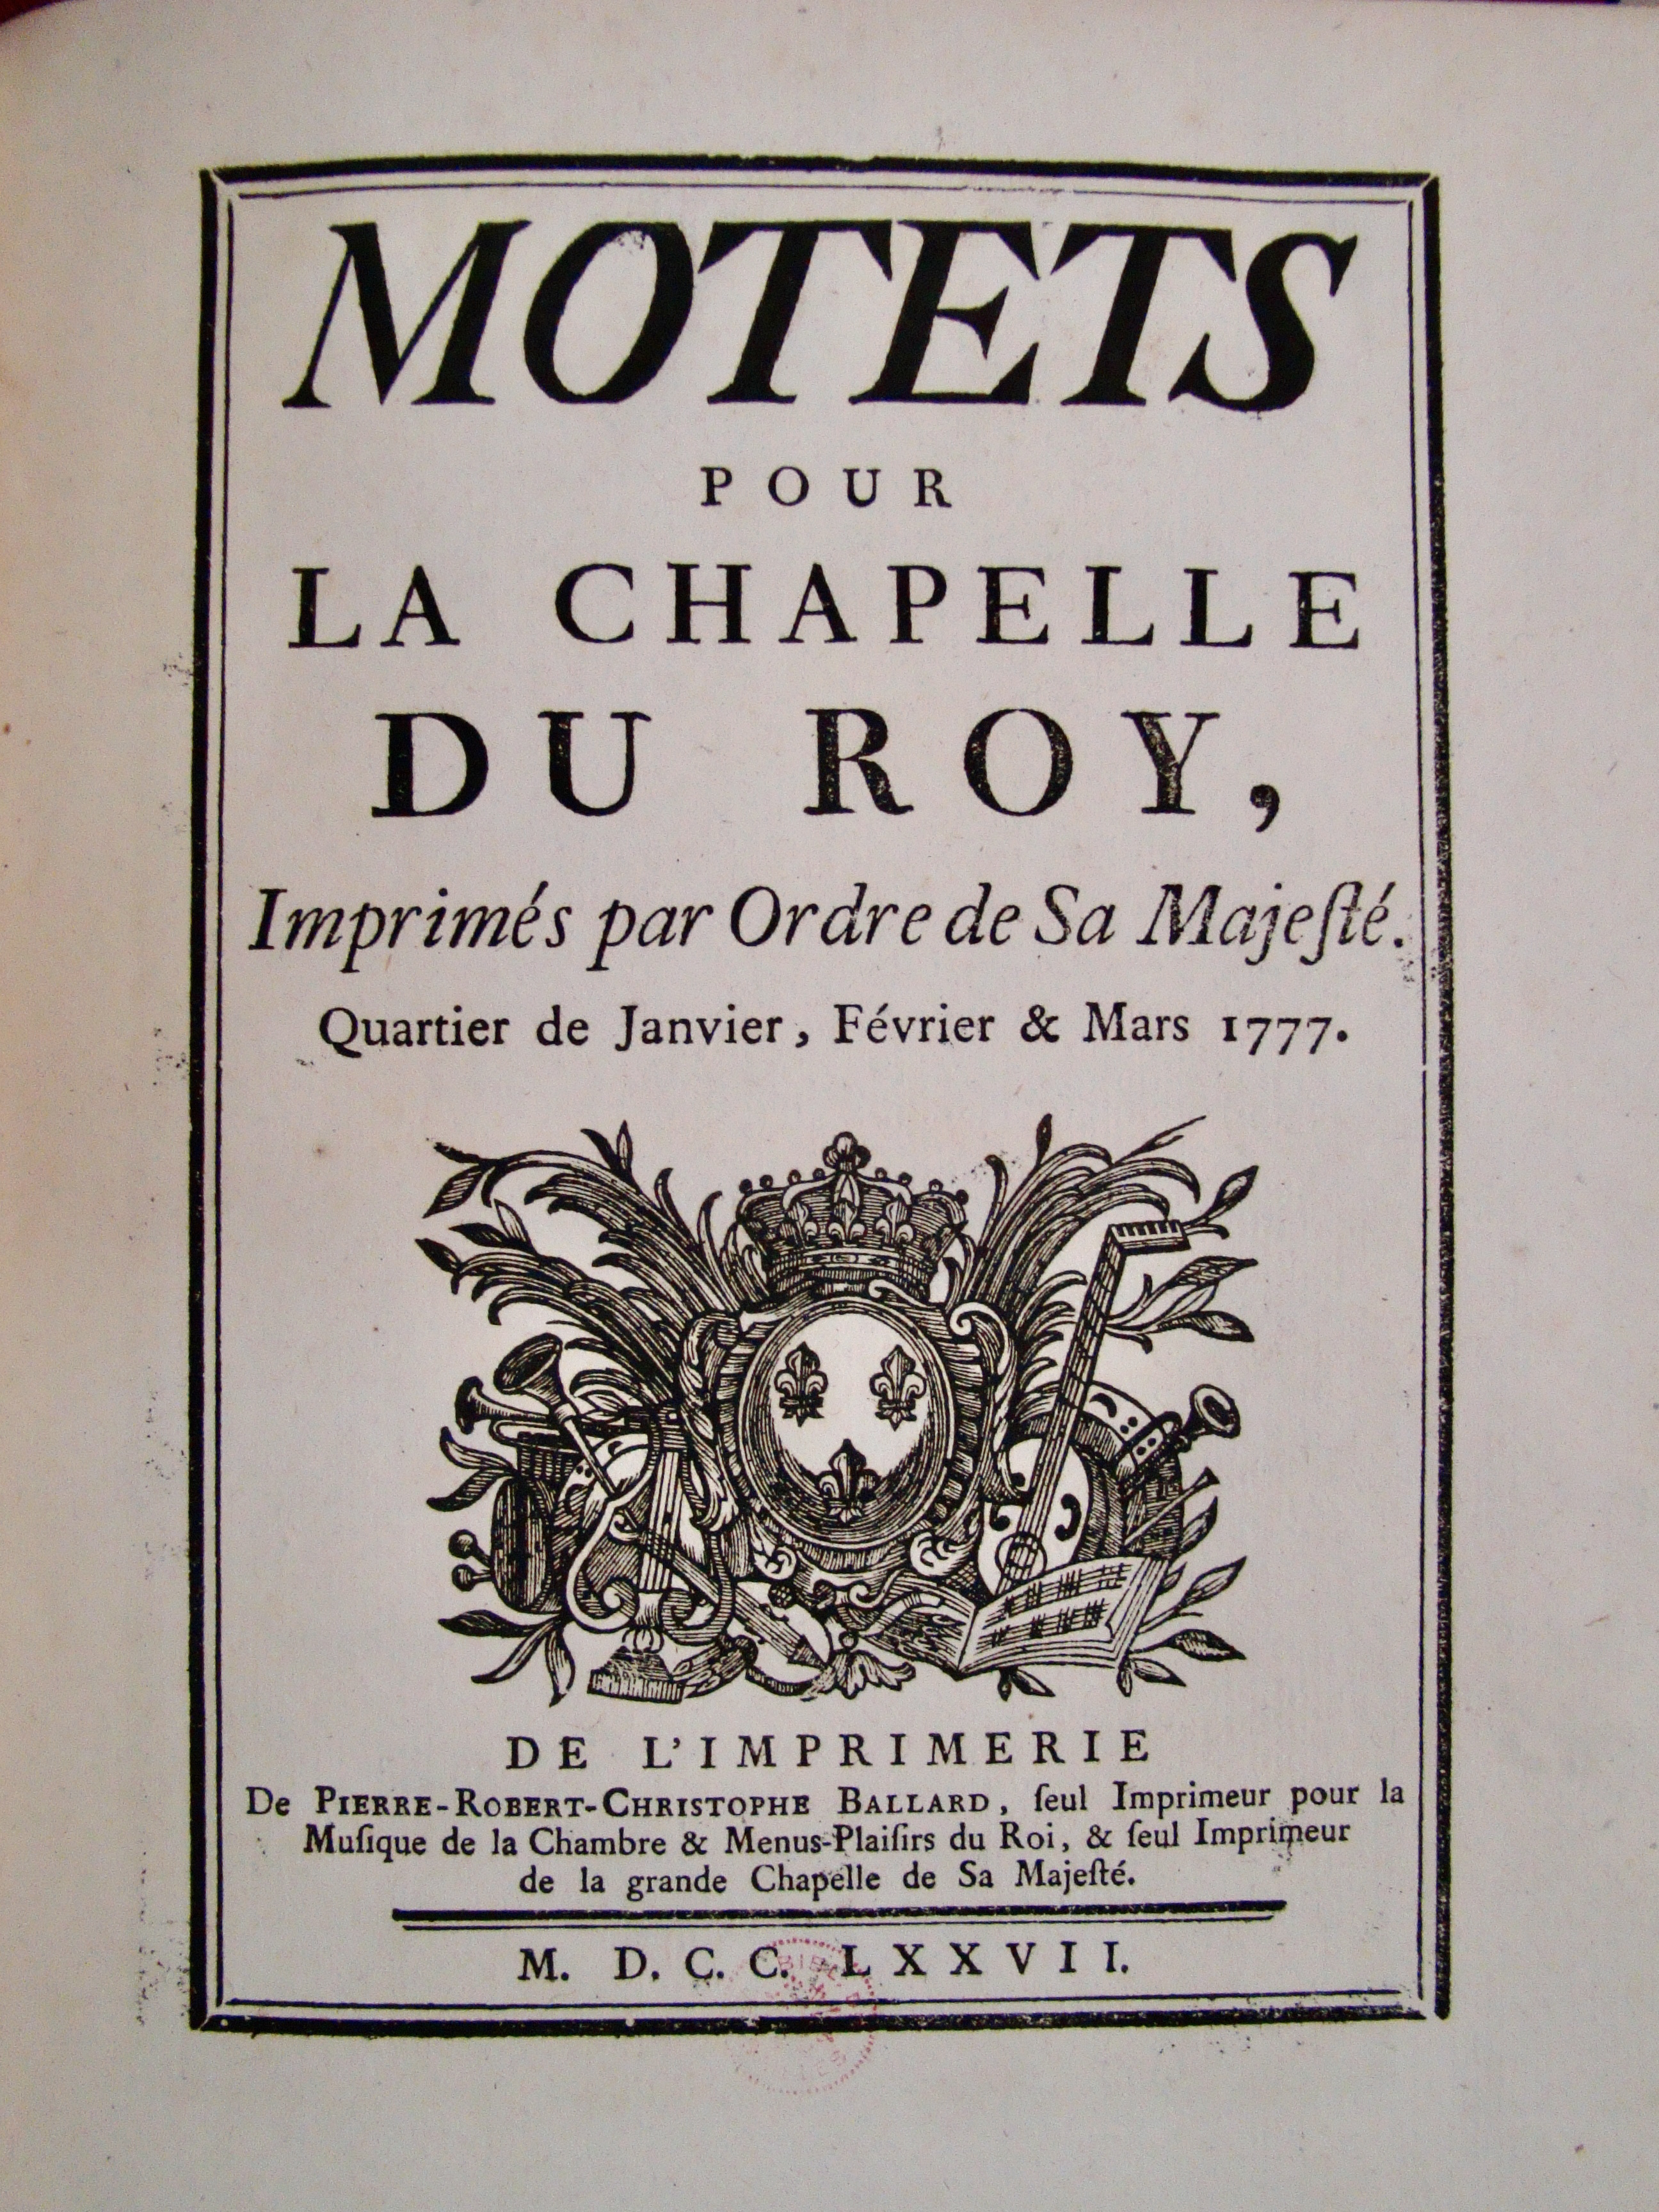 MOTETS
POUR
LA CHAPELLE
DU ROY,
Imprimés par Ordre de Sa Majeſté.
Quartier de Janvier, Février & Mars 1777.
DE L'IMPRIMERIE
De PIERRE-ROBERT-CHRISTOPHE BALLARD, ſeul Imprimeur pour la
Muſique de la Chambre & Menus-Plaiſirs du Roi, & ſeul Imprimeur
de la grande Chapelle de Sa Majeſté.
M. D. C. C. LXXVII.